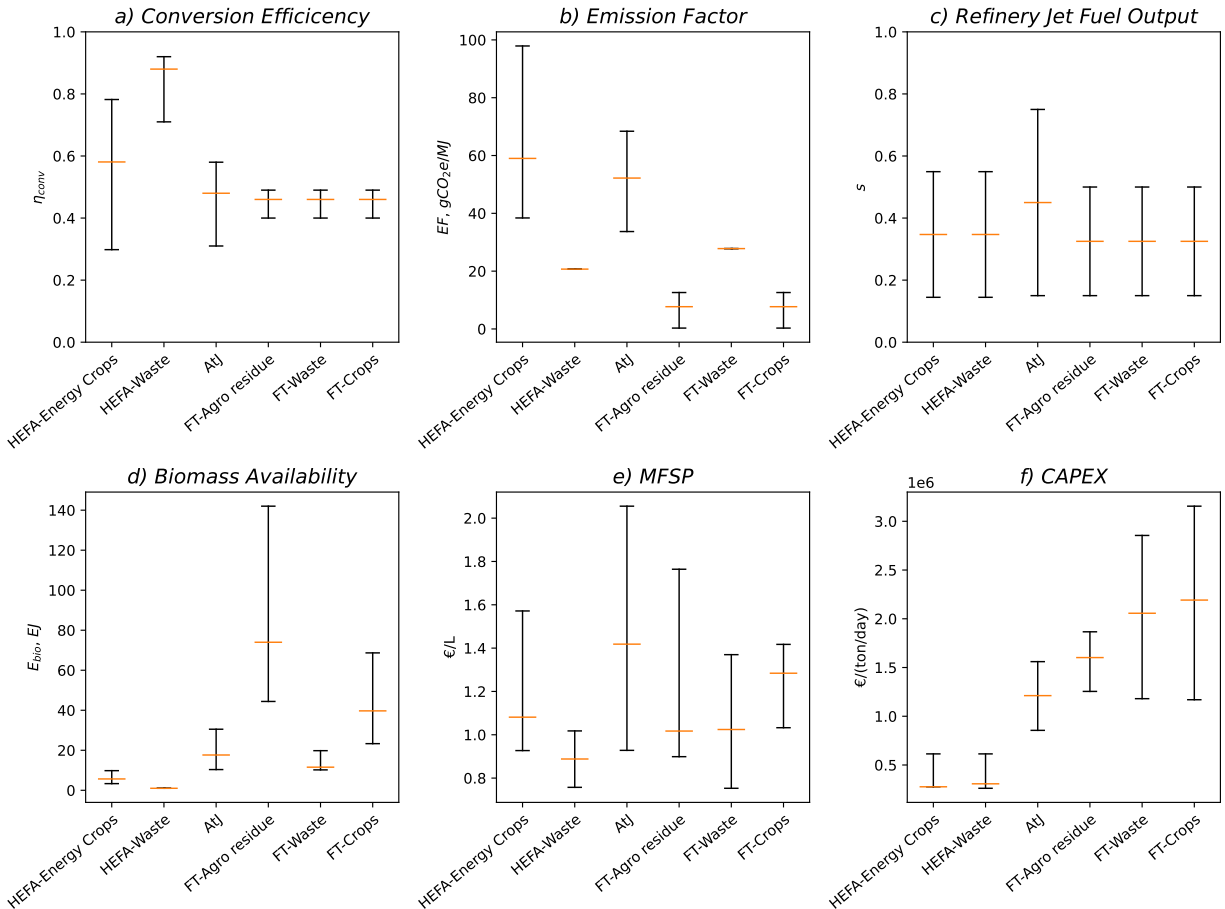 a) Conversion Efficicency
1.0
0.8
0.6
0.4
0.2
0.0
η_conv
HEFA-Energy Crops
HEFA-Waste
AtJ
FT-Agro residue
FT-Waste
FT-Crops
b) Emission Factor
100
80
60
40
20
0
EF, gCO₂e/MJ
HEFA-Energy Crops
HEFA-Waste
AtJ
FT-Agro residue
FT-Waste
FT-Crops
c) Refinery Jet Fuel Output
1.0
0.8
0.6
0.4
0.2
0.0
s
HEFA-Energy Crops
HEFA-Waste
AtJ
FT-Agro residue
FT-Waste
FT-Crops
d) Biomass Availability
140
120
100
80
60
40
20
0
E_bio, EJ
HEFA-Energy Crops
HEFA-Waste
AtJ
FT-Agro residue
FT-Waste
FT-Crops
e) MFSP
2.0
1.8
1.6
1.4
1.2
1.0
0.8
€/L
HEFA-Energy Crops
HEFA-Waste
AtJ
FT-Agro residue
FT-Waste
FT-Crops
f) CAPEX
1e6
3.0
2.5
2.0
1.5
1.0
0.5
€/(ton/day)
HEFA-Energy Crops
HEFA-Waste
AtJ
FT-Agro residue
FT-Waste
FT-Crops